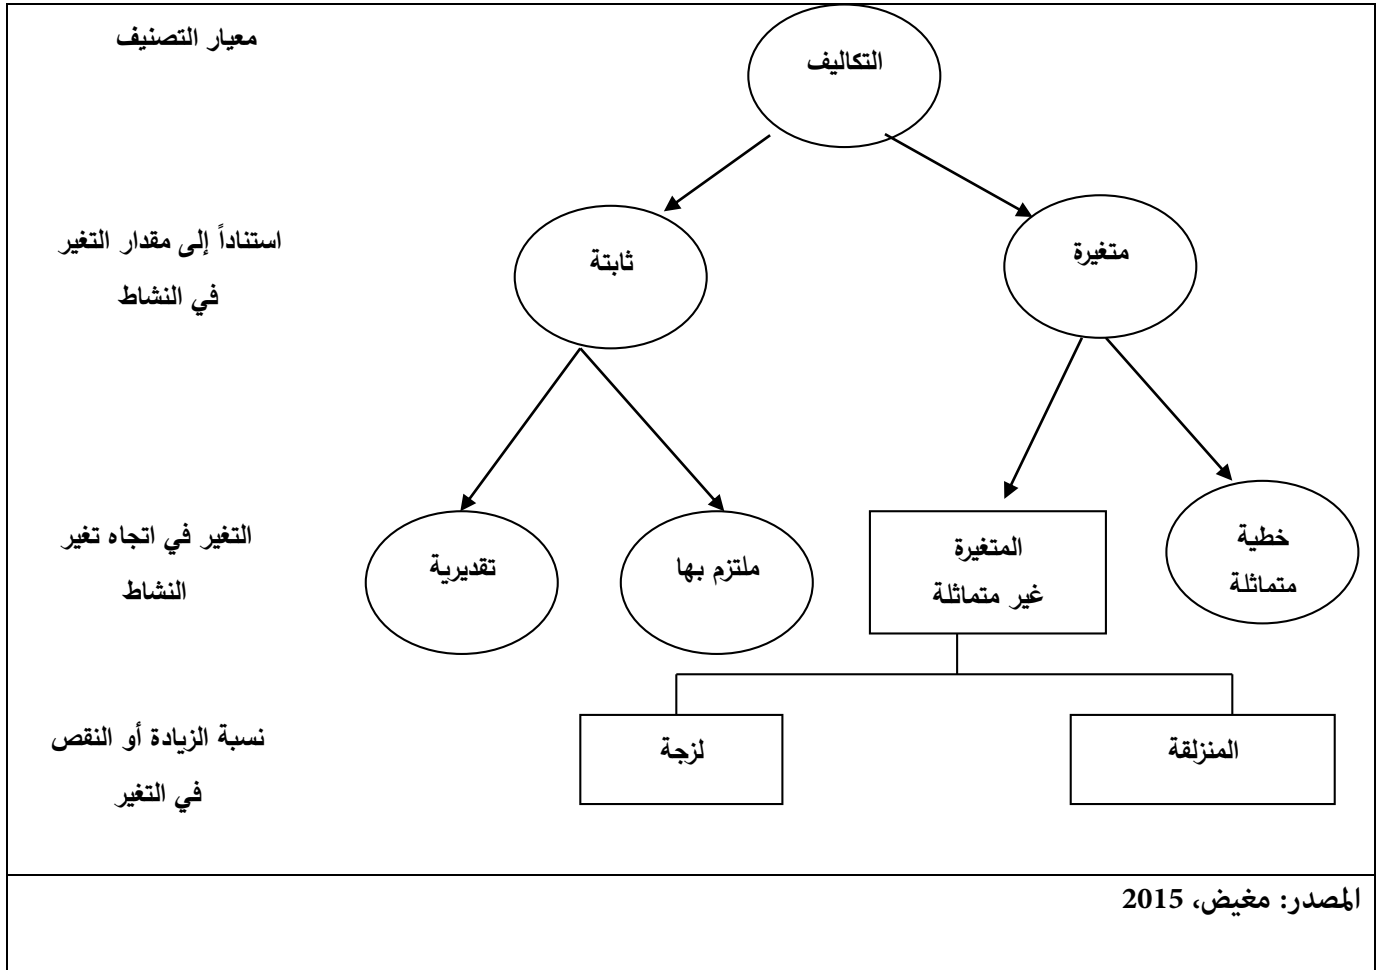 معيار التصنيف
التكاليف
استناداً إلى مقدار التغير
في النشاط
متغيرة
ثابتة
التغير في اتجاه تغير
النشاط
خطية
متماثلة
المتغيرة
غير متماثلة
ملتزم بها
تقديرية
نسبة الزيادة أو النقص
في التغير
المنزلقة
لزجة
المصدر: مغيض، 2015